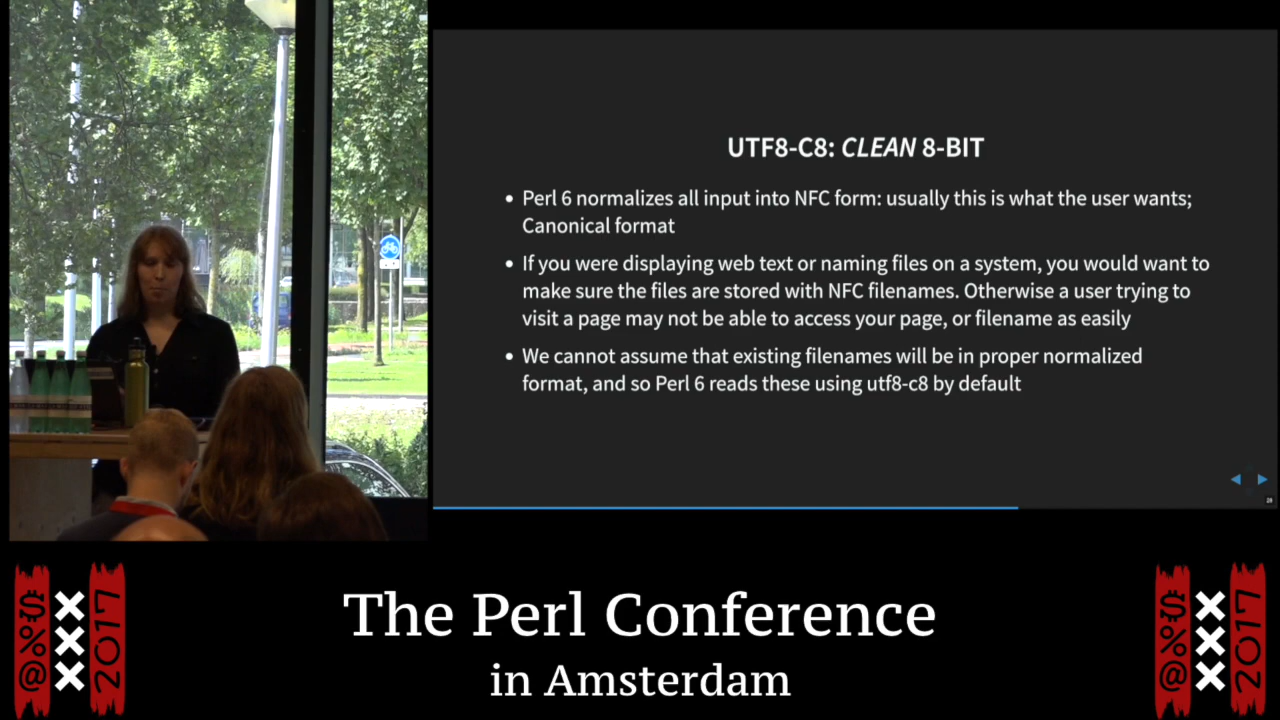 UTF8-C8: CLEAN 8-BIT
• Perl 6 normalizes all input into NFC form: usually this is what the user wants;
Canonical format
• If you were displaying web text or naming files on a system, you would want to
make sure the files are stored with NFC filenames. Otherwise a user trying to
visit a page may not be able to access your page, or filename as easily
• We cannot assume that existing filenames will be in proper normalized
format, and so Perl 6 reads these using utf8-c8 by default
The Perl Conference
in Amsterdam
$%@
XXX
2017
$%@
XXX
2017